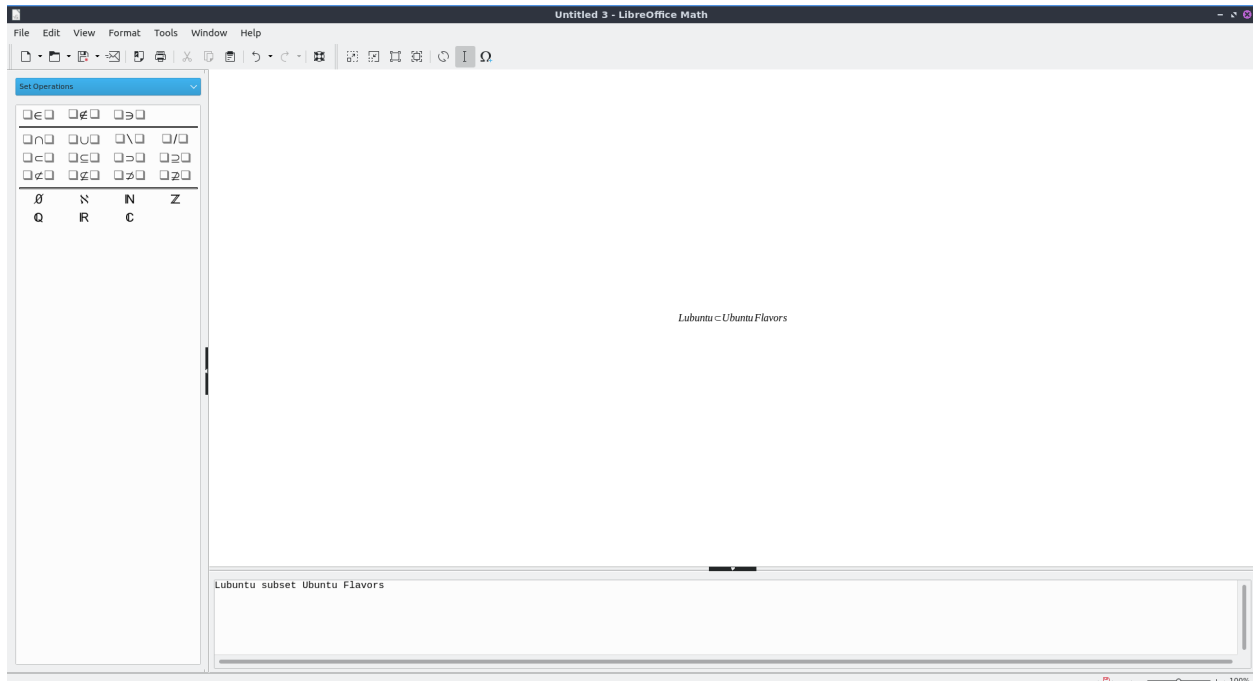 Untitled 3 - LibreOffice Math
File Edit View Format Tools Window Help
Set Operations
□∈□ □∉□ □∋□
□∩□ □∪□ □\□ □/□
□⊂□ □⊆□ □⊃□ □⊇□
□⊄□ □⊈□ □⊅□ □⊉□
∅ ℵ ℕ ℤ
ℚ ℝ ℂ
Lubuntu⊂Ubuntu Flavors
Lubuntu subset Ubuntu Flavors
100%